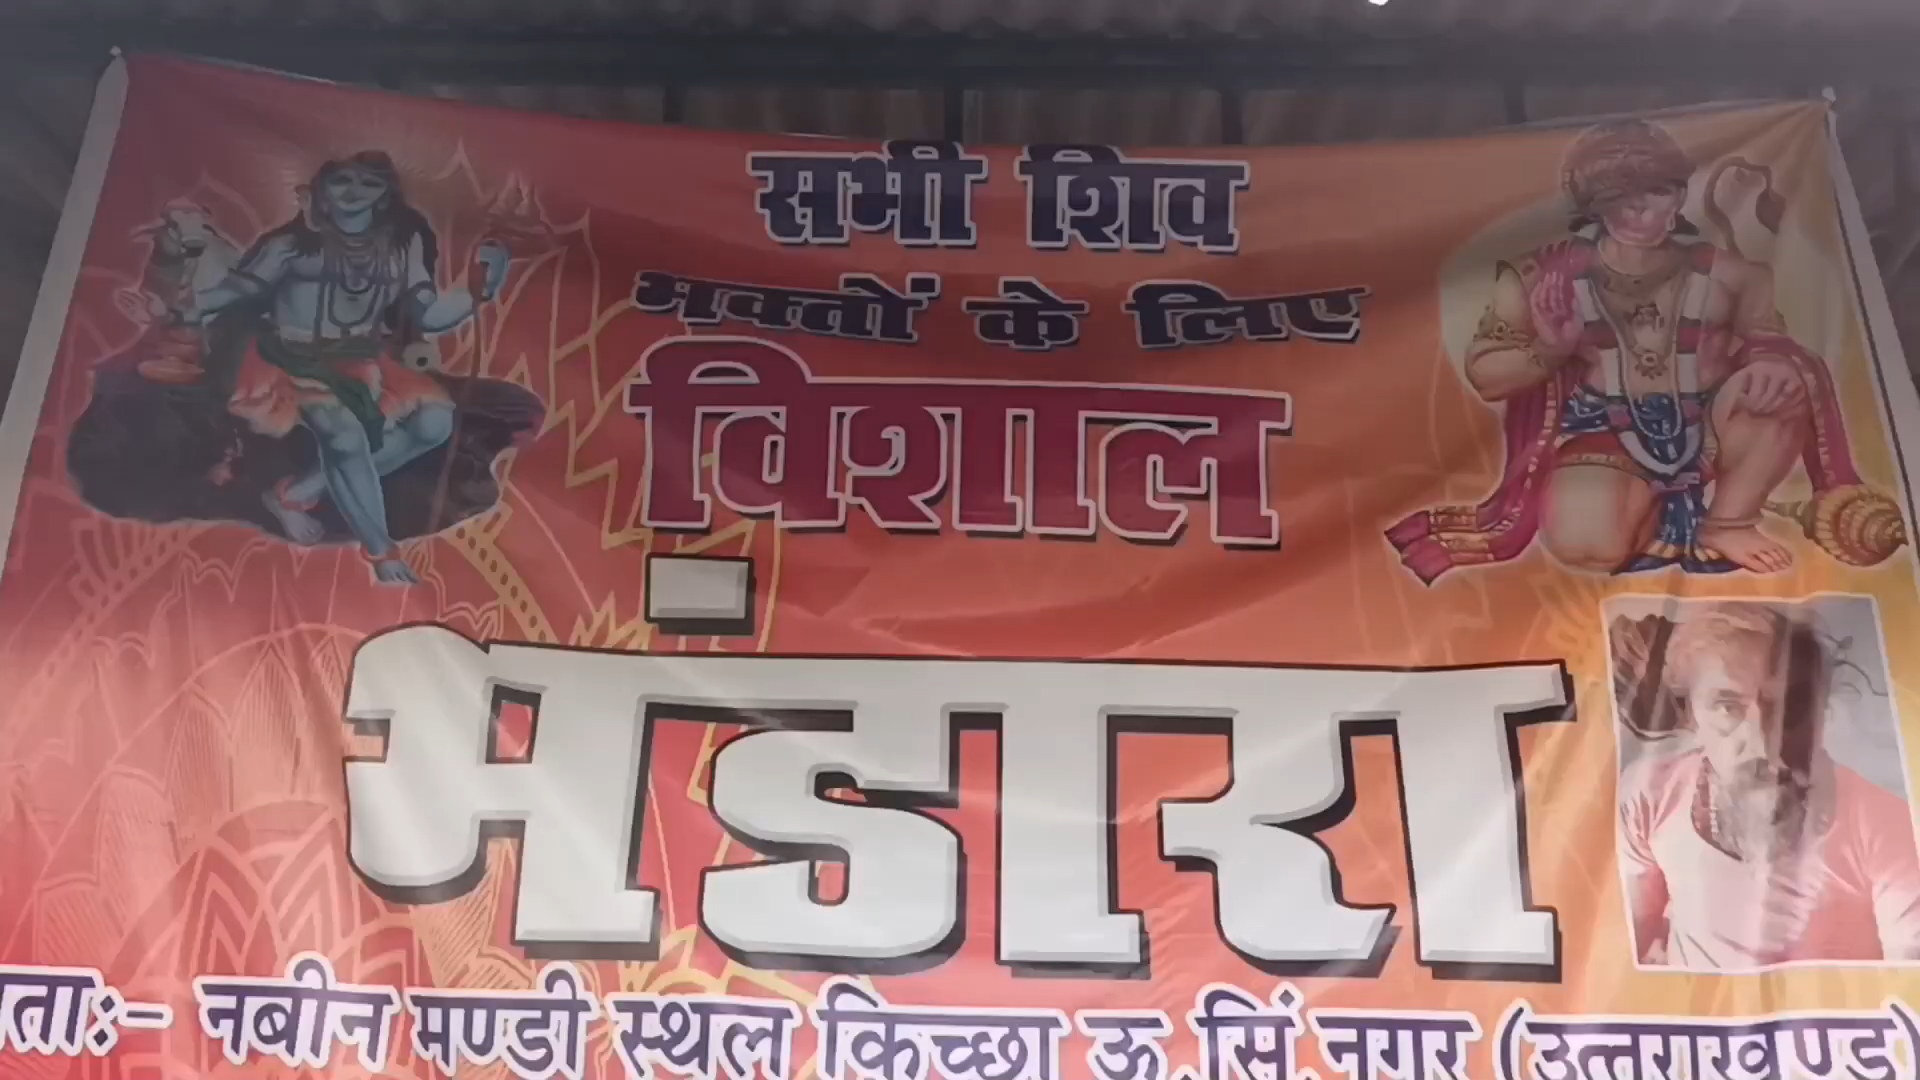 सभी शिव
भक्तों के लिए
विशाल
भंडारा
नबीन मण्डी स्थल किच्छा ऊ.सिं.नगर (उत्तराखण्ड)